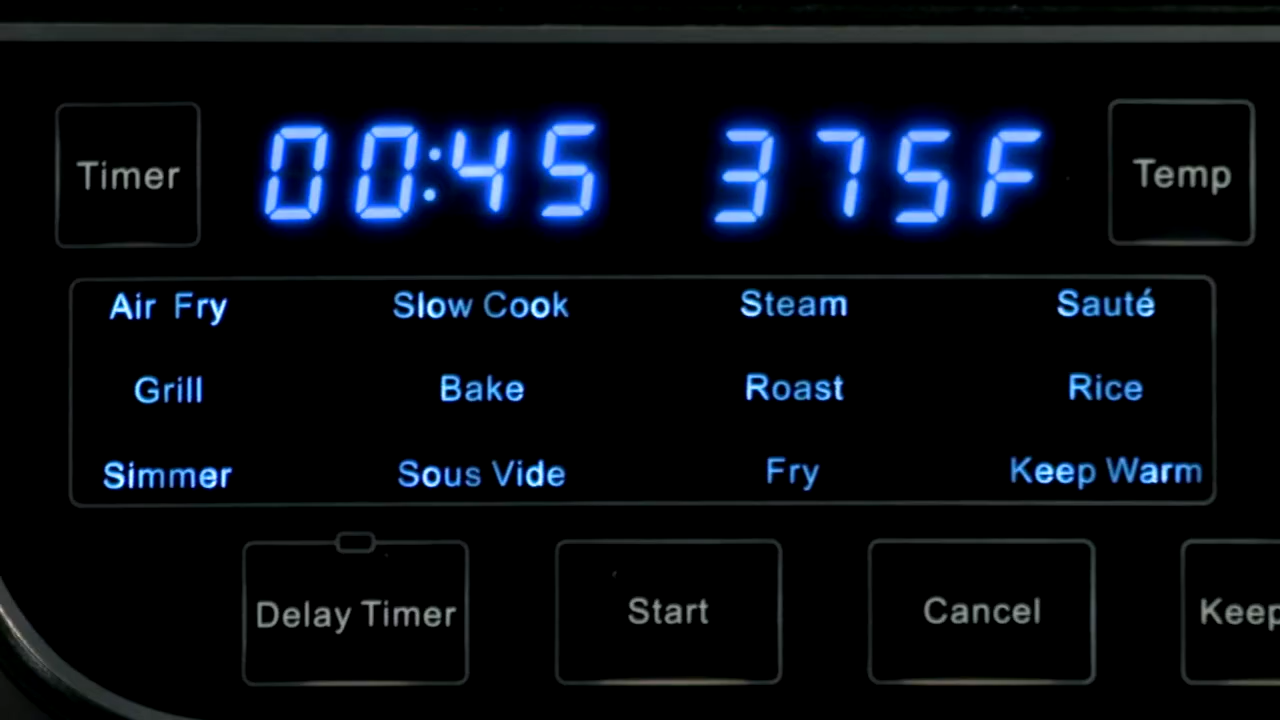 Timer 00:45 375F Temp
Air Fry Slow Cook Steam Sauté
Grill Bake Roast Rice
Simmer Sous Vide Fry Keep Warm
Delay Timer Start Cancel Keep